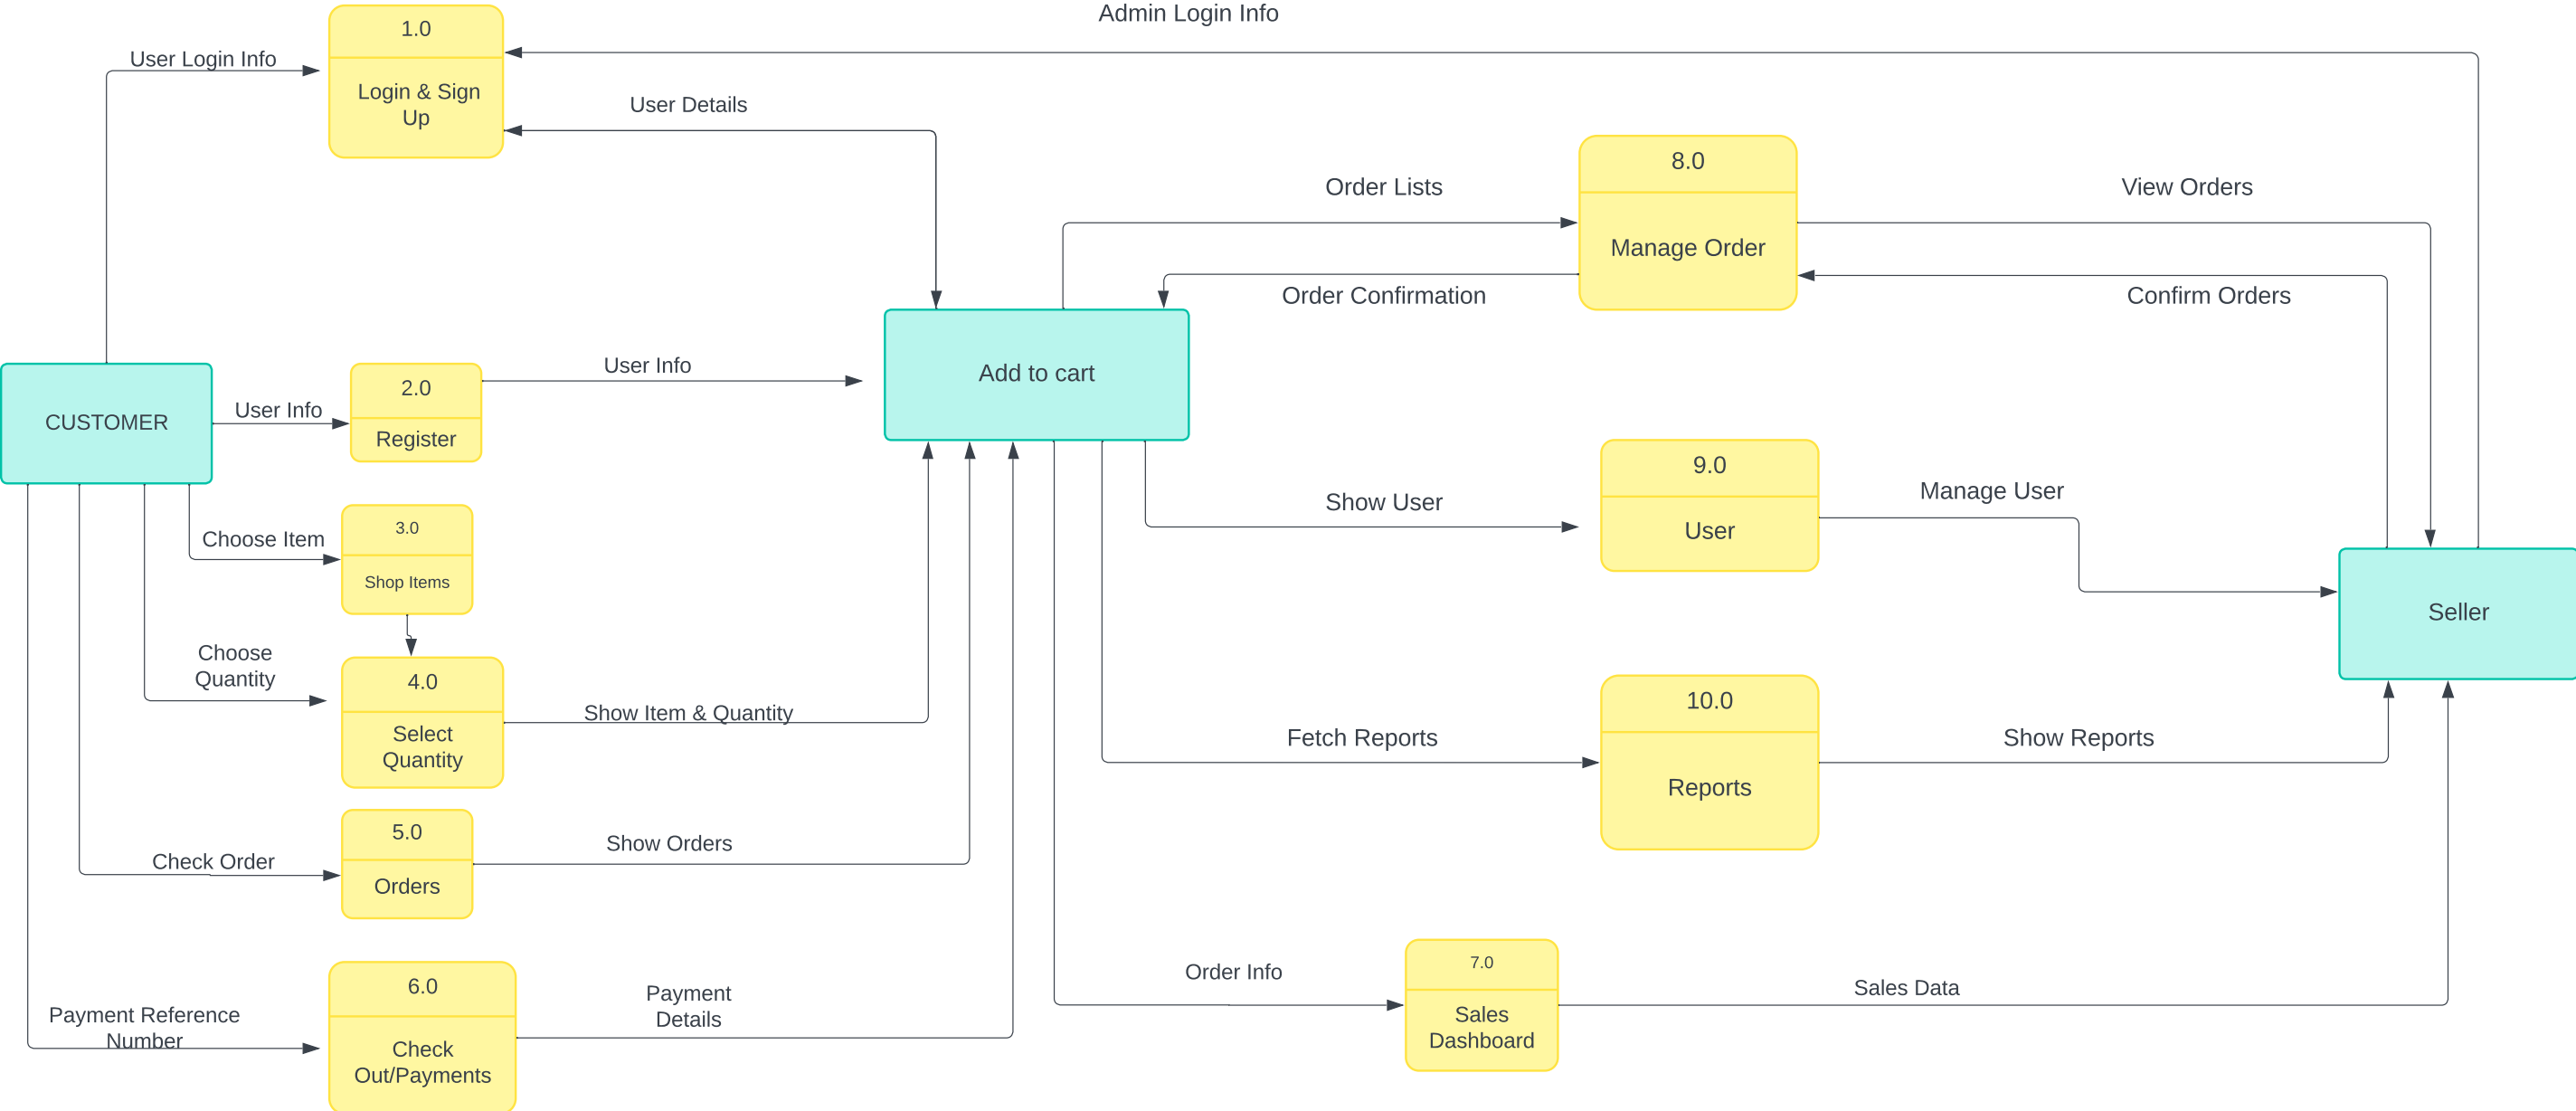 Admin Login Info
1.0
User Login Info
Login & Sign
Up
User Details
8.0
Order Lists
View Orders
Manage Order
Order Confirmation
Confirm Orders
CUSTOMER
User Info
2.0
Register
User Info
Add to cart
9.0
User
Show User
Manage User
Choose Item
3.0
Shop Items
Seller
Choose
Quantity
4.0
Select
Quantity
Show Item & Quantity
10.0
Reports
Fetch Reports
Show Reports
Check Order
5.0
Orders
Show Orders
Order Info
7.0
Sales
Dashboard
Sales Data
Payment Reference
Number
6.0
Check
Out/Payments
Payment
Details